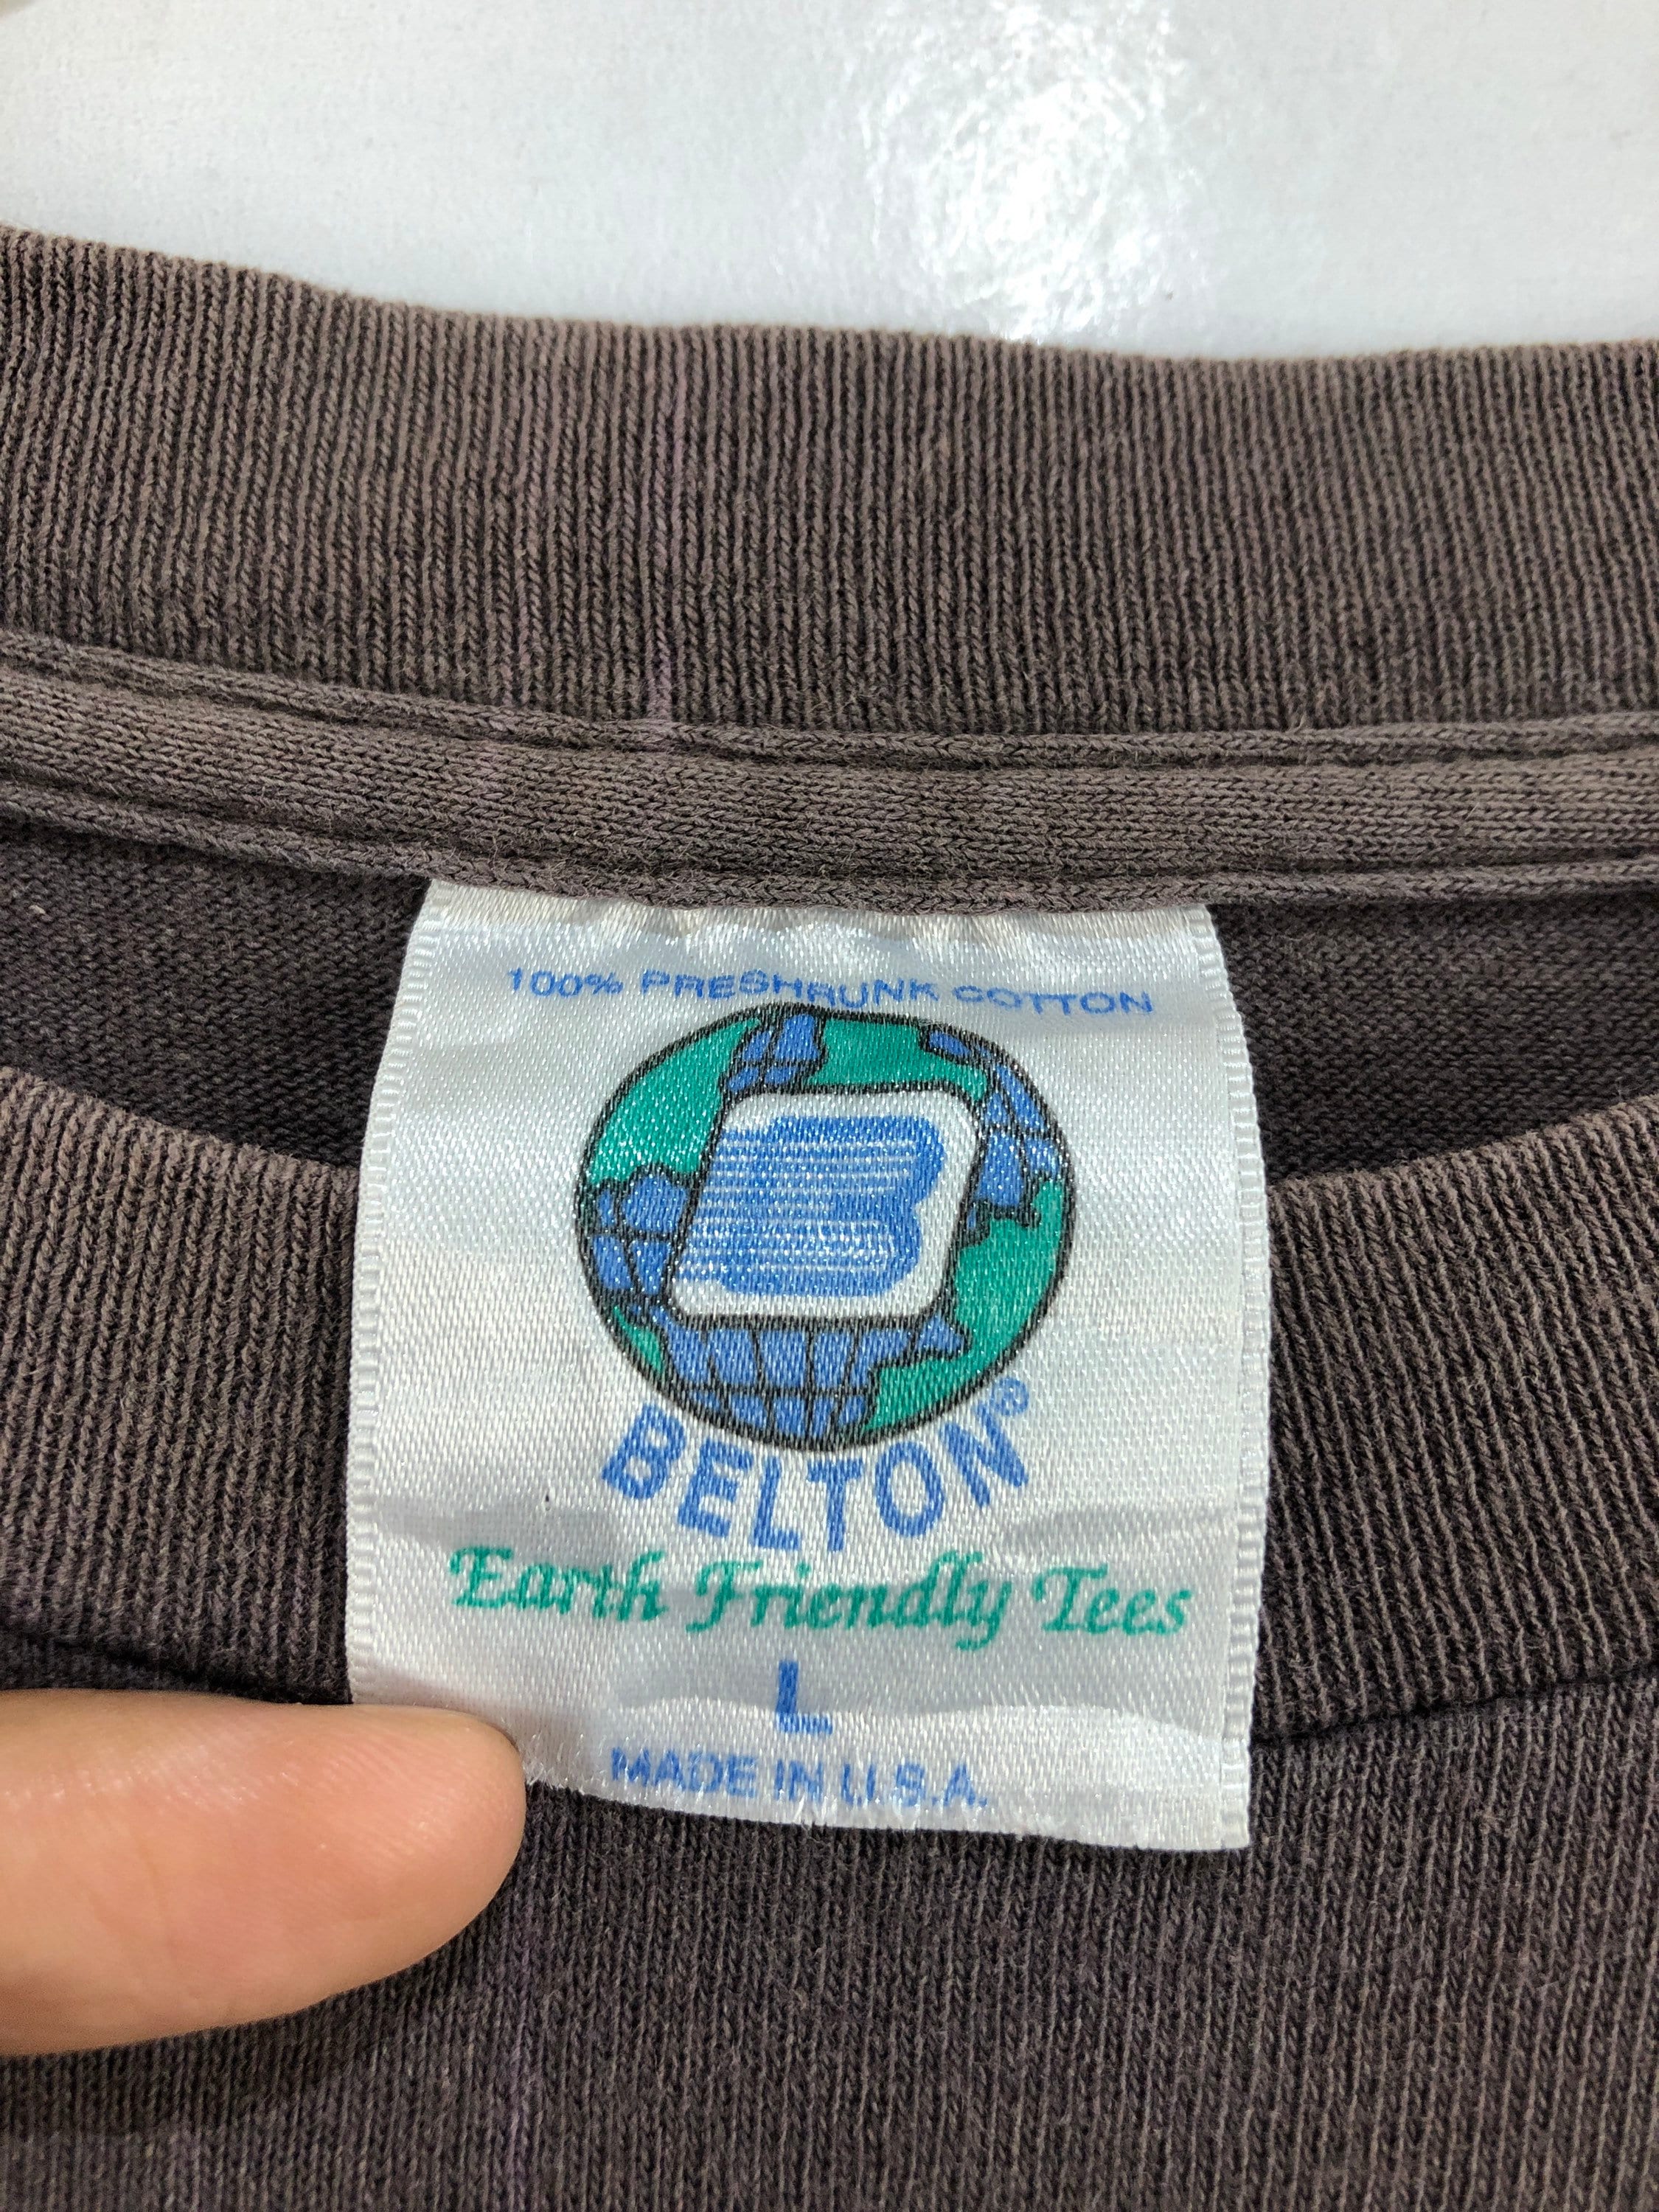 100% PRESHRUNK COTTON
B
BELTON®
Earth Friendly Tees
L
MADE IN U.S.A.